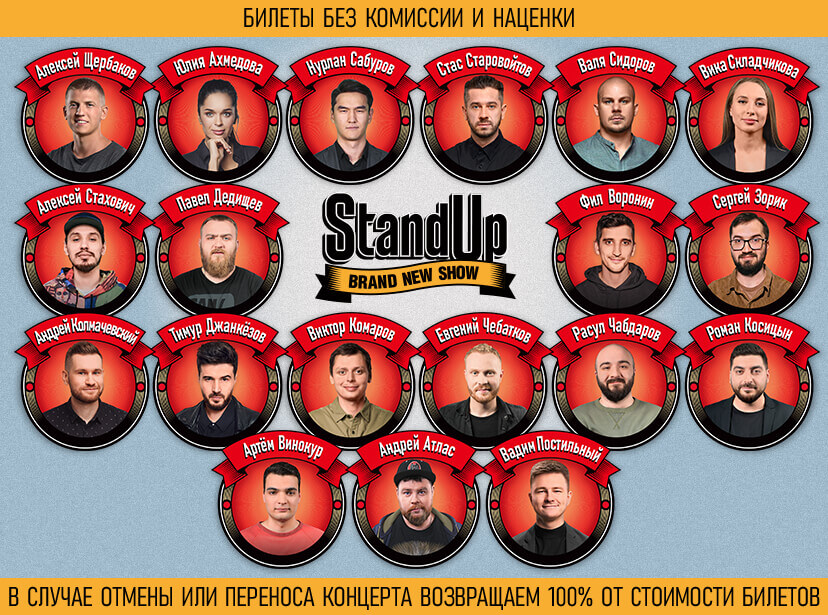 БИЛЕТЫ БЕЗ КОМИССИИ И НАЦЕНКИ
Алексей Щербаков
Юлия Ахмедова
Нурлан Сабуров
Стас Старовойтов
Валя Сидоров
Вика Складчикова
Алексей Стахович
Павел Дедищев
StandUp
BRAND NEW SHOW
Фил Воронин
Сергей Зорик
Андрей Колмачевский
Тимур Джанкёзов
Виктор Комаров
Евгений Чебатков
Расул Чабдаров
Роман Косицын
Артём Винокур
Андрей Атлас
Вадим Постильный
В СЛУЧАЕ ОТМЕНЫ ИЛИ ПЕРЕНОСА КОНЦЕРТА ВОЗВРАЩАЕМ 100% ОТ СТОИМОСТИ БИЛЕТОВ